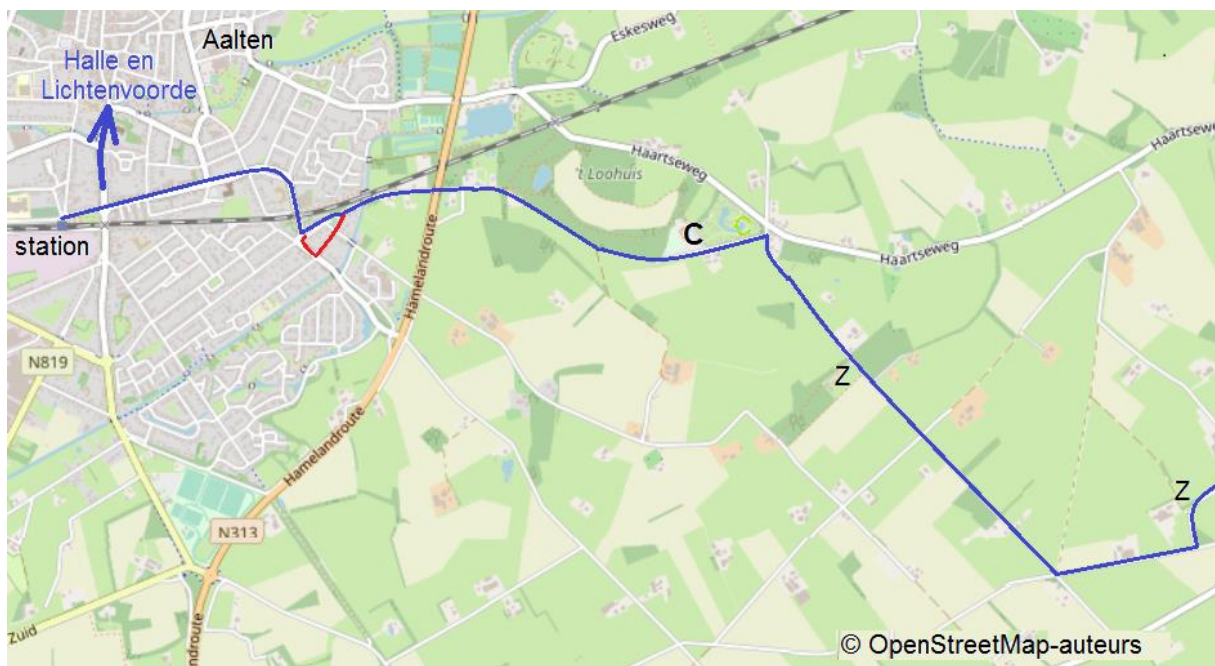 Aalten
Halle en
Lichtenvoorde
Eskesweg
Haartseweg
't Loohuis
Haartseweg
C
Haartseweg
station
Hamelandroute
N819
Z
Z
Hamelandroute
N313
Zuid
Hamelandroute
© OpenStreetMap-auteurs